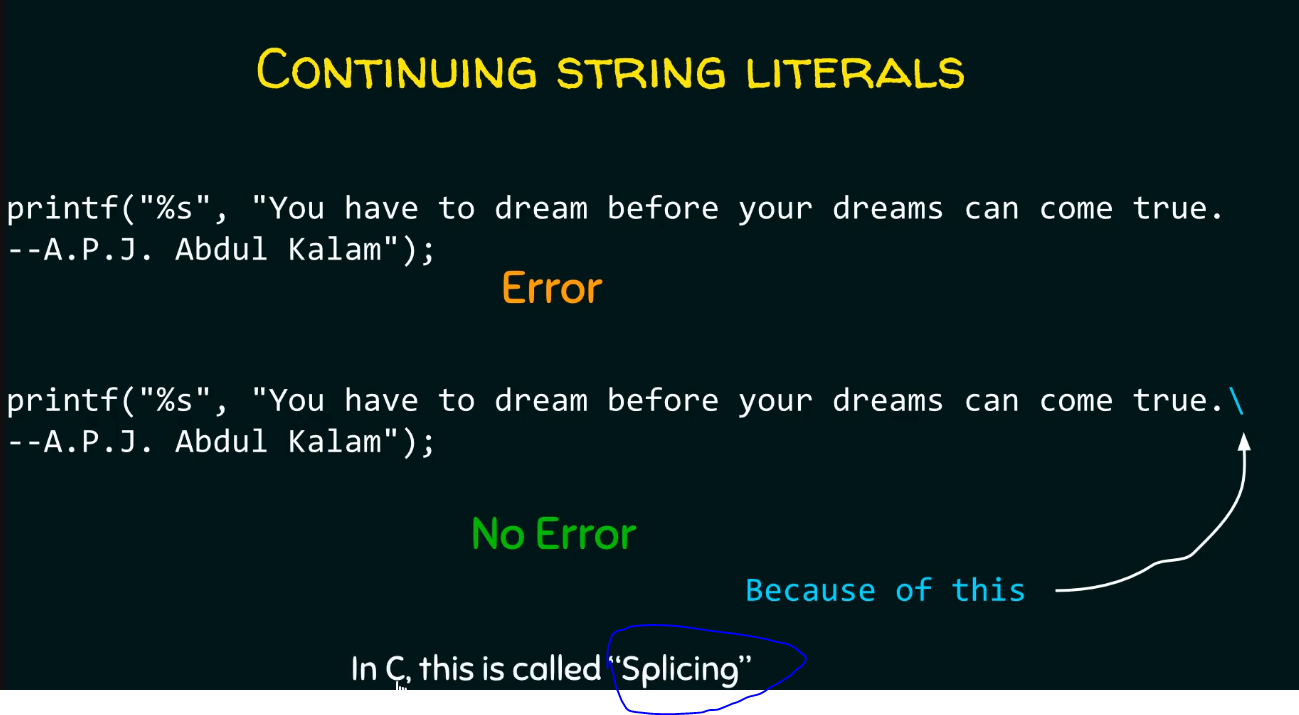 CONTINUING STRING LITERALS
printf("%s", "You have to dream before your dreams can come true.
--A.P.J. Abdul Kalam");
Error
printf("%s", "You have to dream before your dreams can come true.\
--A.P.J. Abdul Kalam");
No Error
Because of this
In C, this is called “Splicing”